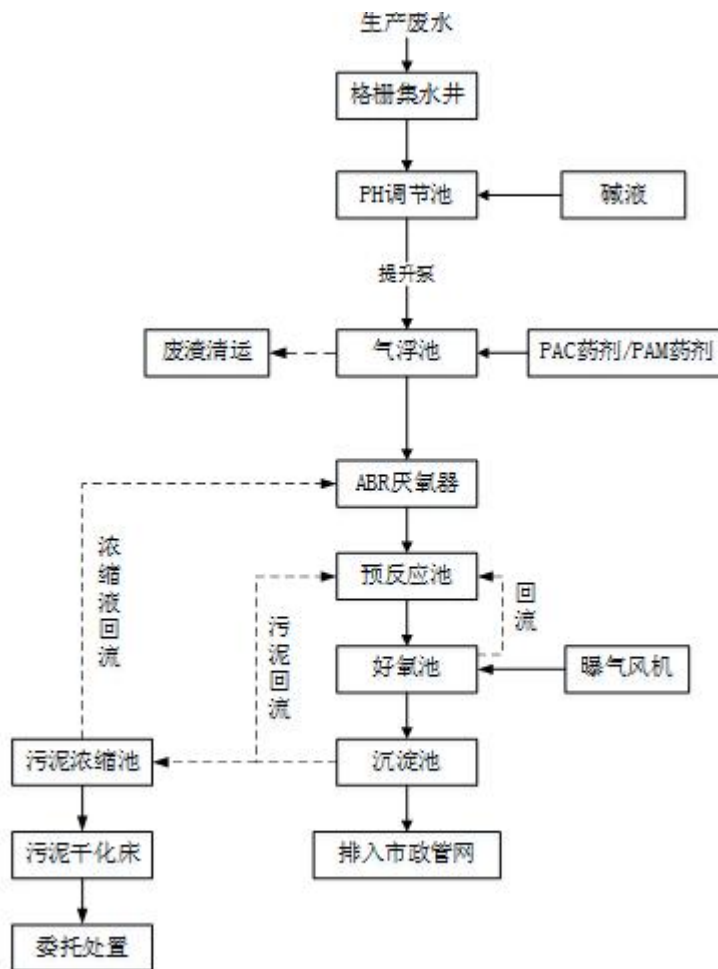 生产废水
格栅集水井
PH调节池
碱液
提升泵
废渣清运
气浮池
PAC药剂/PAM药剂
ABR厌氧器
浓缩液回流
预反应池
污泥回流
回流
好氧池
曝气风机
污泥浓缩池
沉淀池
污泥干化床
排入市政管网
委托处置